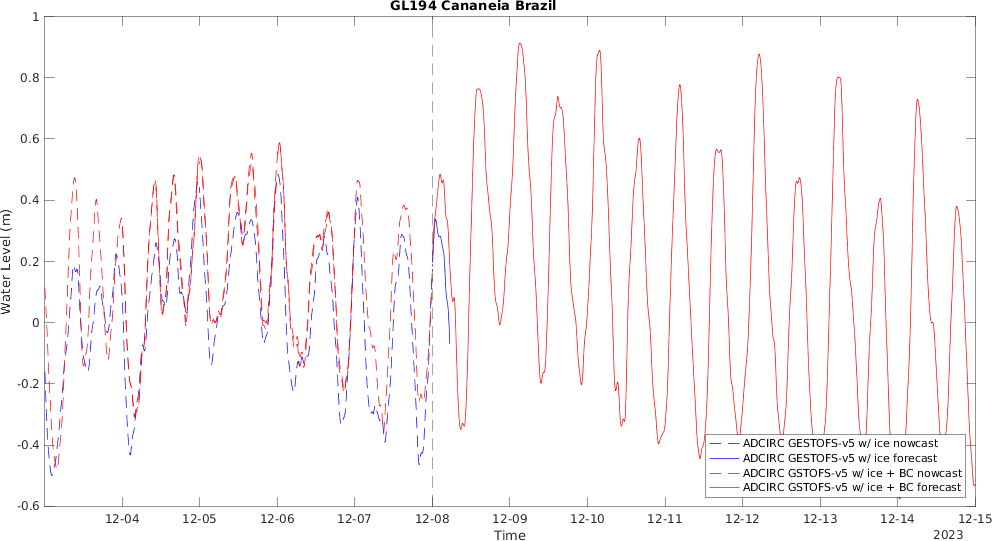 GL194 Cananeia Brazil
Water Level (m)
1
0.8
0.6
0.4
0.2
0
-0.2
-0.4
-0.6
ADCIRC GESTOFS-v5 w/ ice nowcast
ADCIRC GESTOFS-v5 w/ ice forecast
ADCIRC GSTOFS-v5 w/ ice + BC nowcast
ADCIRC GSTOFS-v5 w/ ice + BC forecast
12-04 12-05 12-06 12-07 12-08 12-09 12-10 12-11 12-12 12-13 12-14 12-15
Time
2023